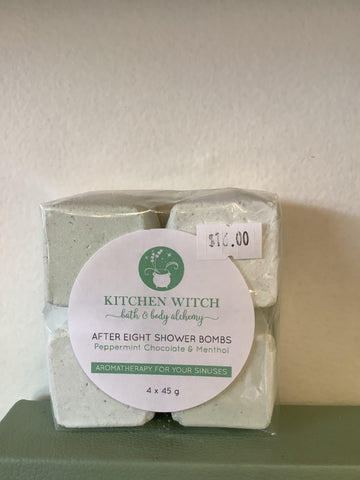 $16.00
KITCHEN WITCH
bath & body alchemy
AFTER EIGHT SHOWER BOMBS
Peppermint Chocolate & Menthol
AROMATHERAPY FOR YOUR SINUSES
4 x 45 g